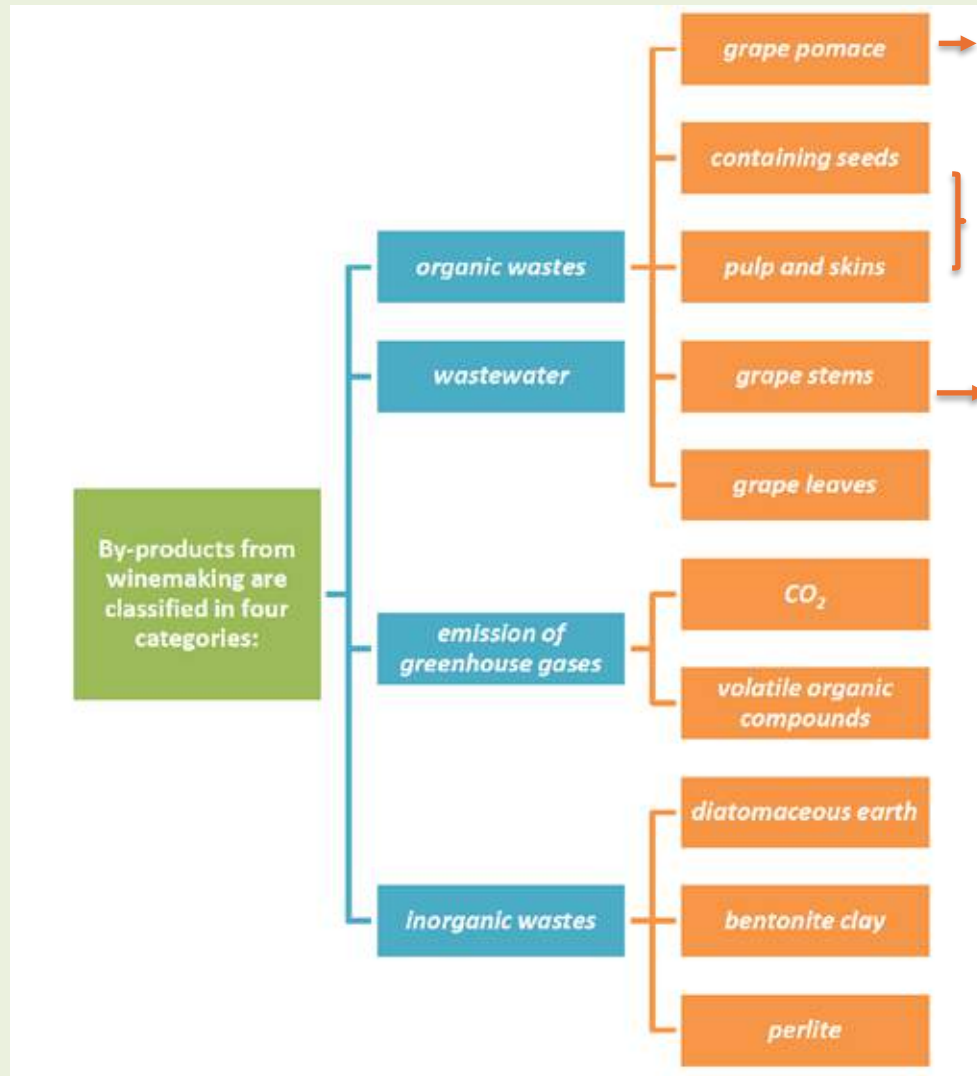 By-products from
winemaking are
classified in four
categories:
organic wastes
grape pomace
containing seeds
pulp and skins
grape stems
grape leaves
wastewater
emission of
greenhouse gases
CO₂
volatile organic
compounds
inorganic wastes
diatomaceous earth
bentonite clay
perlite